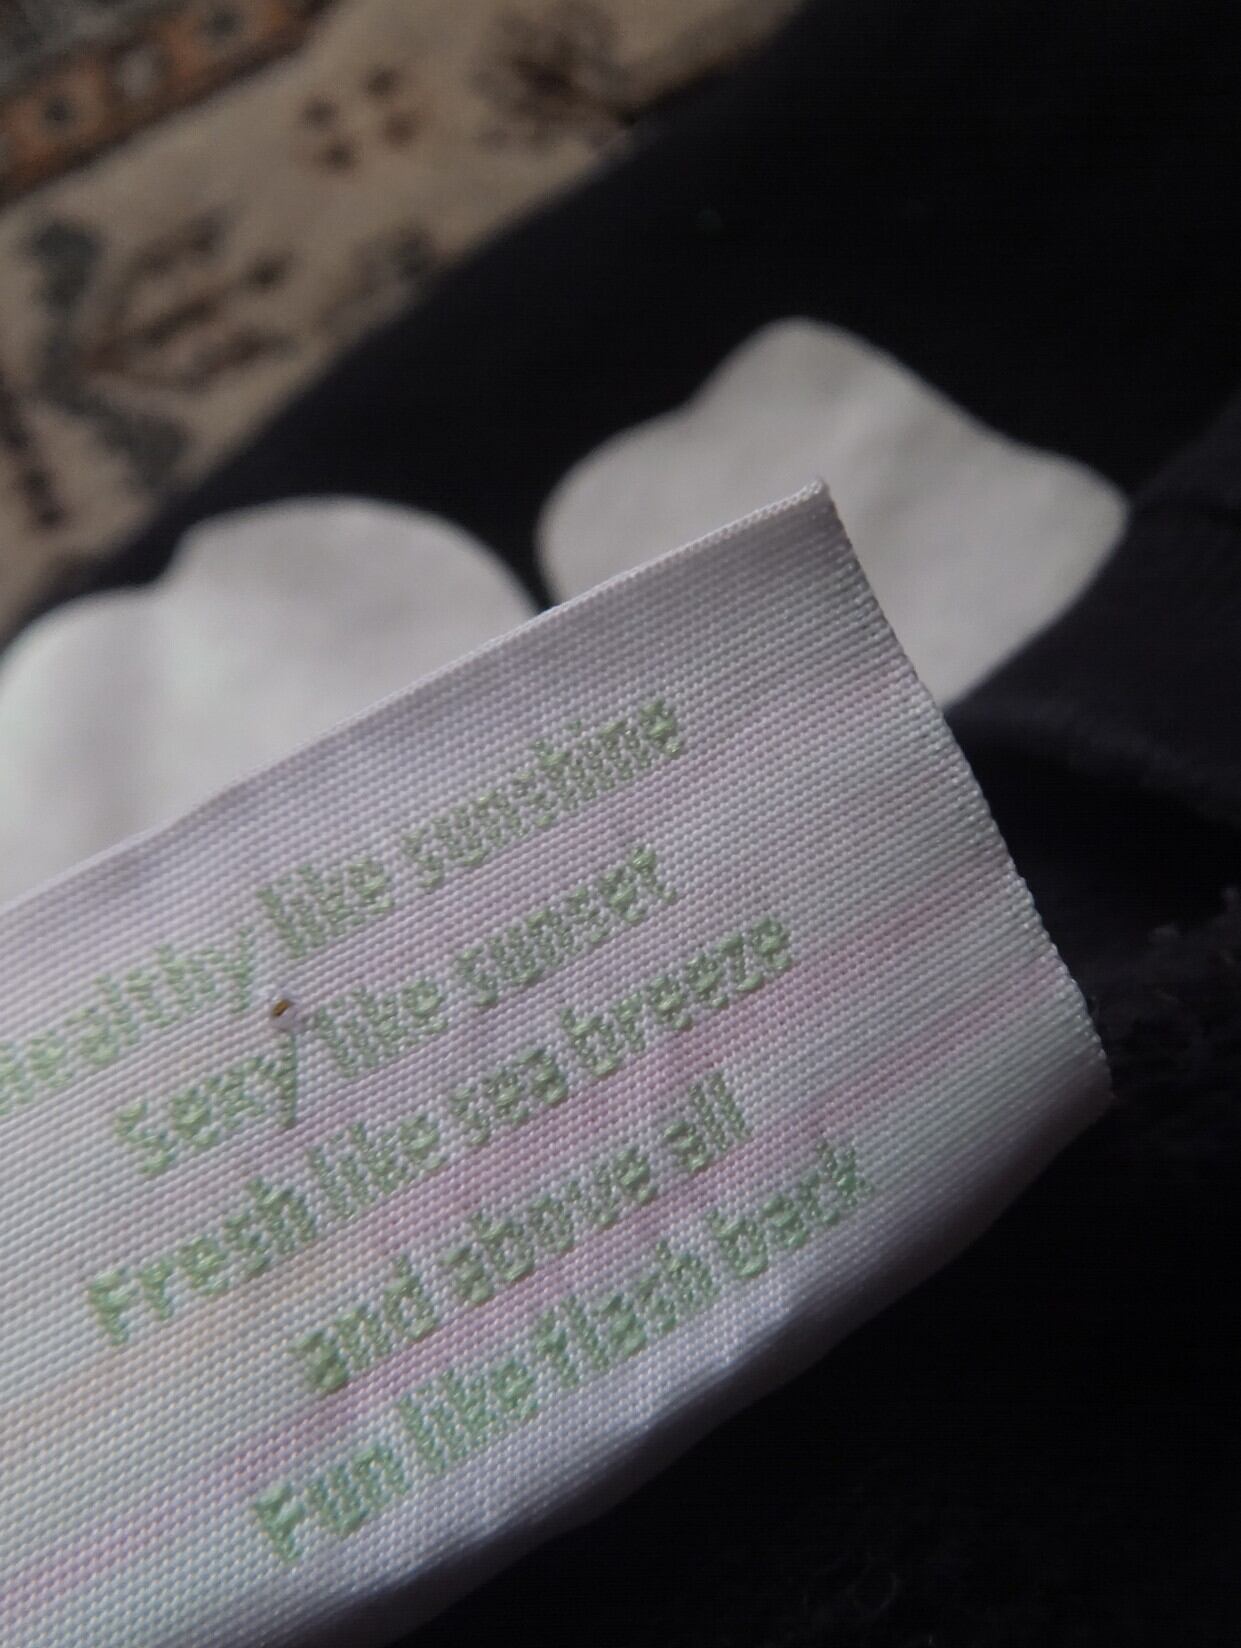 Healthy like sunshine
Sexy like sunset
Fresh like sea breeze
and above all
Fun like flash back